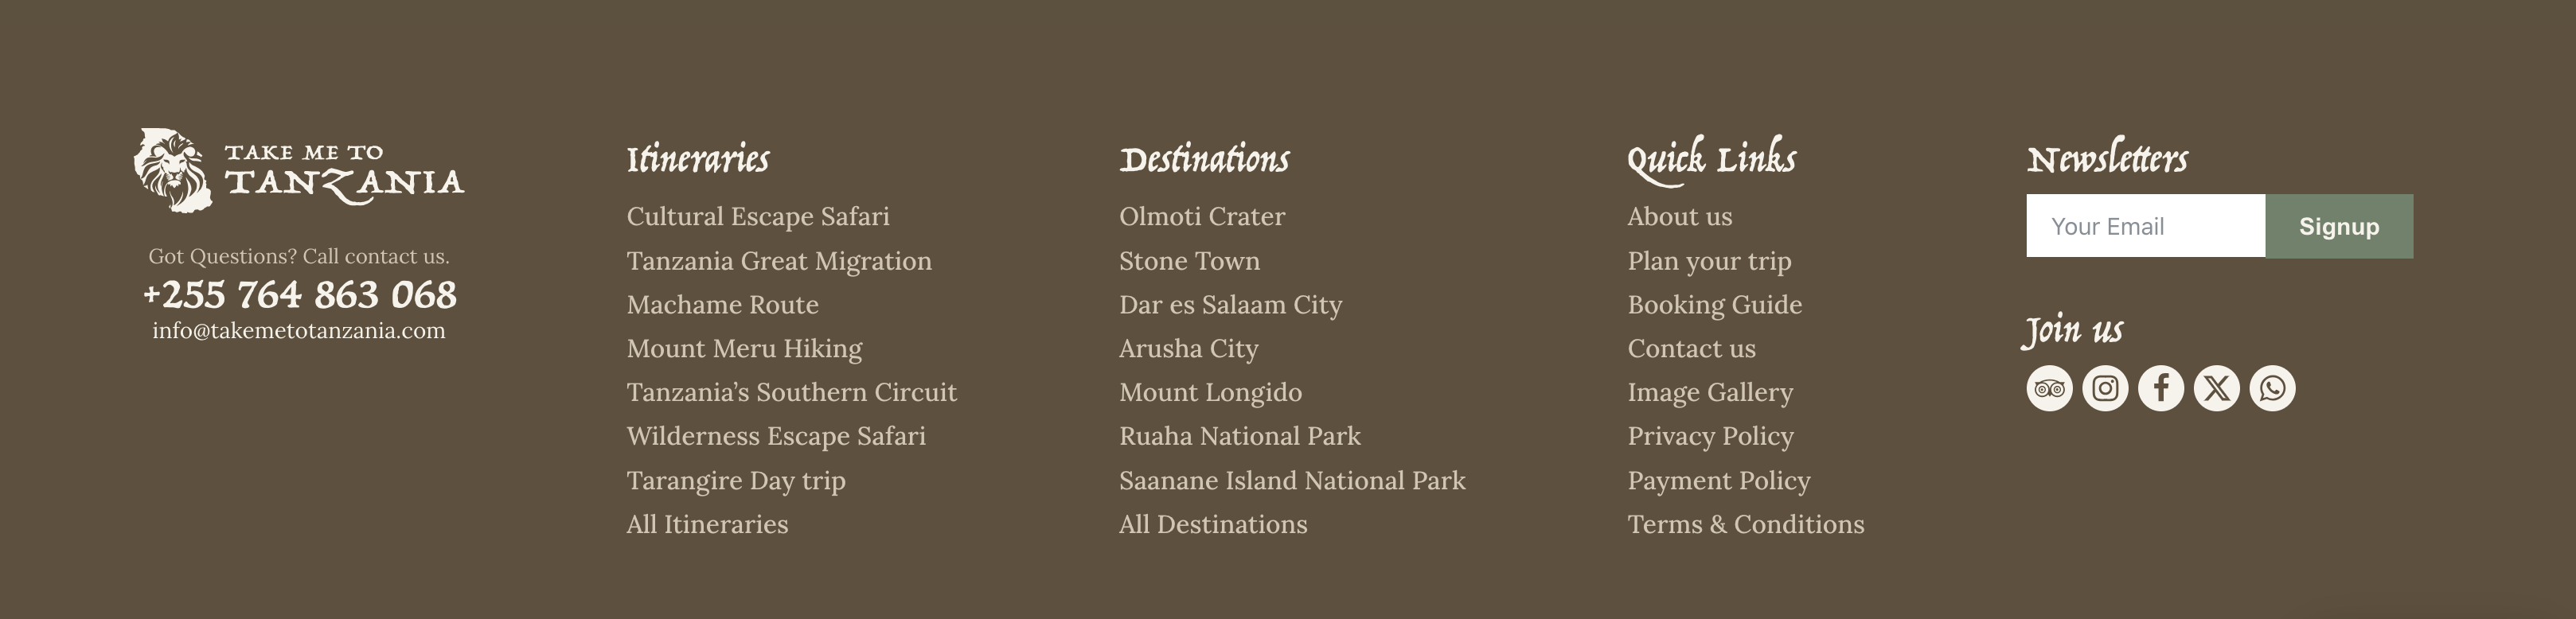 TAKE ME TO
TANZANIA
Got Questions? Call contact us.
+255 764 863 068
info@takemetotanzania.com
Itineraries
Cultural Escape Safari
Tanzania Great Migration
Machame Route
Mount Meru Hiking
Tanzania’s Southern Circuit
Wilderness Escape Safari
Tarangire Day trip
All Itineraries
Destinations
Olmoti Crater
Stone Town
Dar es Salaam City
Arusha City
Mount Longido
Ruaha National Park
Saanane Island National Park
All Destinations
Quick Links
About us
Plan your trip
Booking Guide
Contact us
Image Gallery
Privacy Policy
Payment Policy
Terms & Conditions
Newsletters
Your Email
Signup
Join us